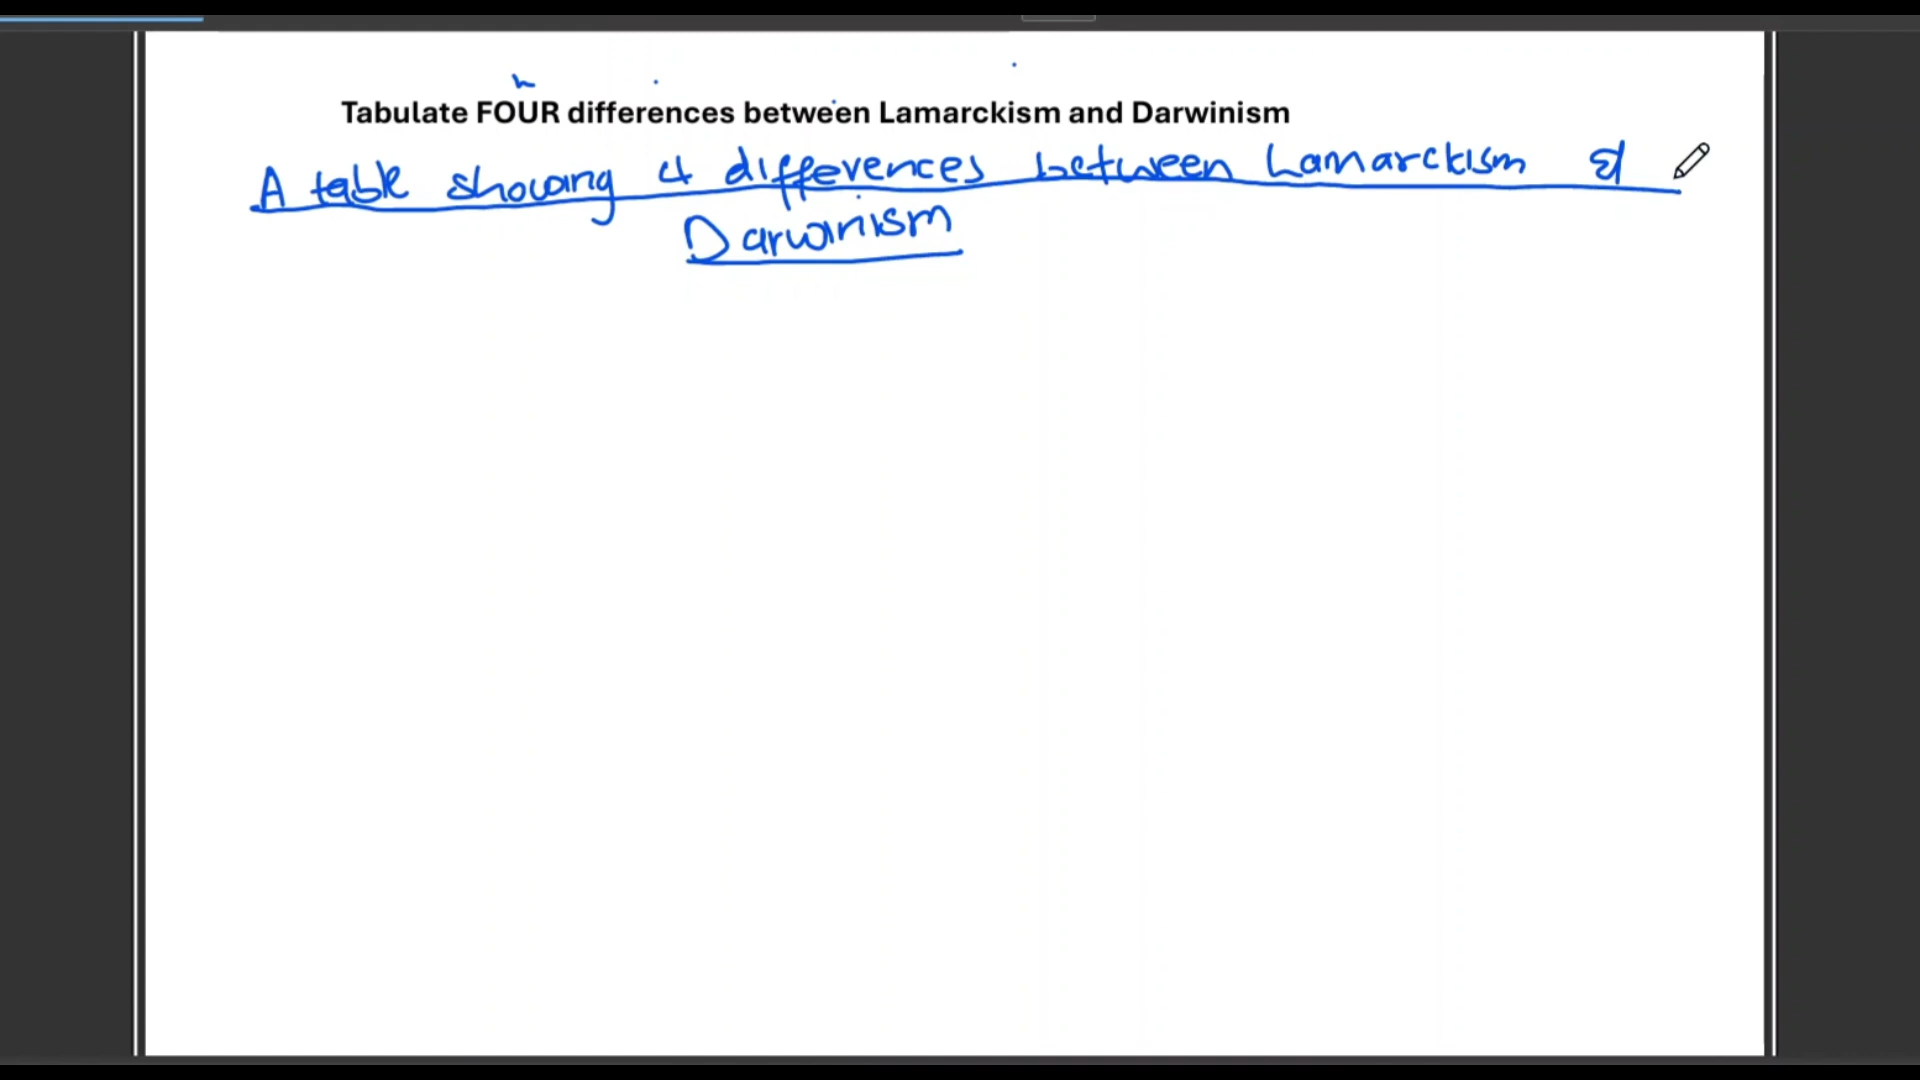 Tabulate FOUR differences between Lamarckism and Darwinism
A table showing 4 differences between Lamarckism &
Darwinism